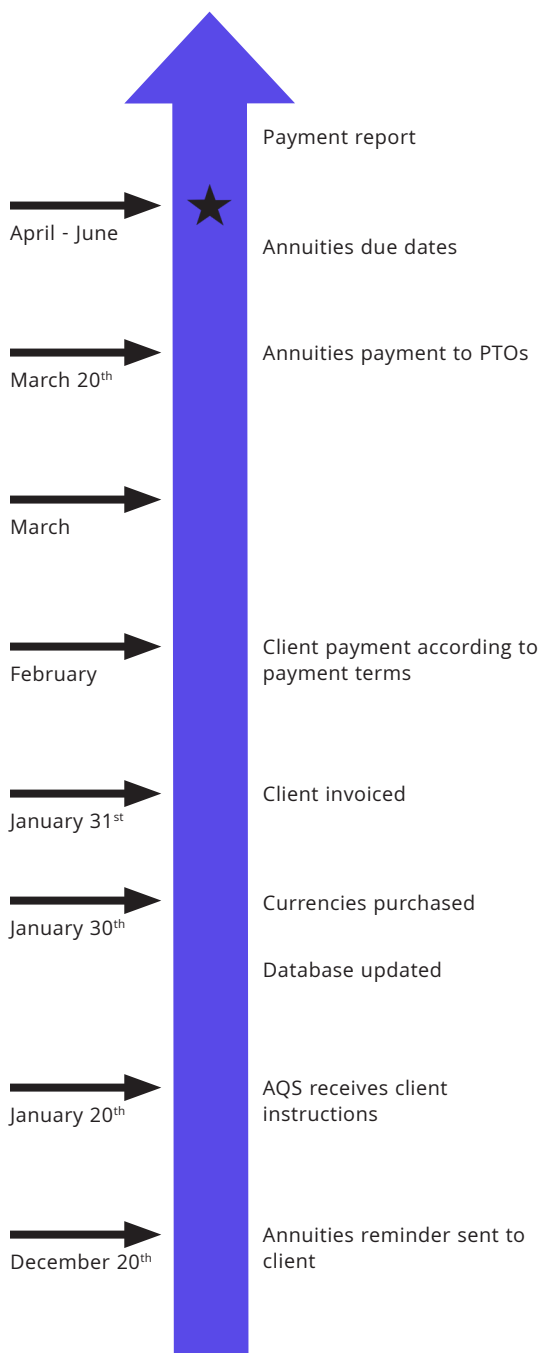 Payment report
April - June
Annuities due dates
Annuities payment to PTOs
March 20th
March
Client payment according to
payment terms
February
Client invoiced
January 31st
Currencies purchased
January 30th
Database updated
AQS receives client
instructions
January 20th
Annuities reminder sent to
client
December 20th